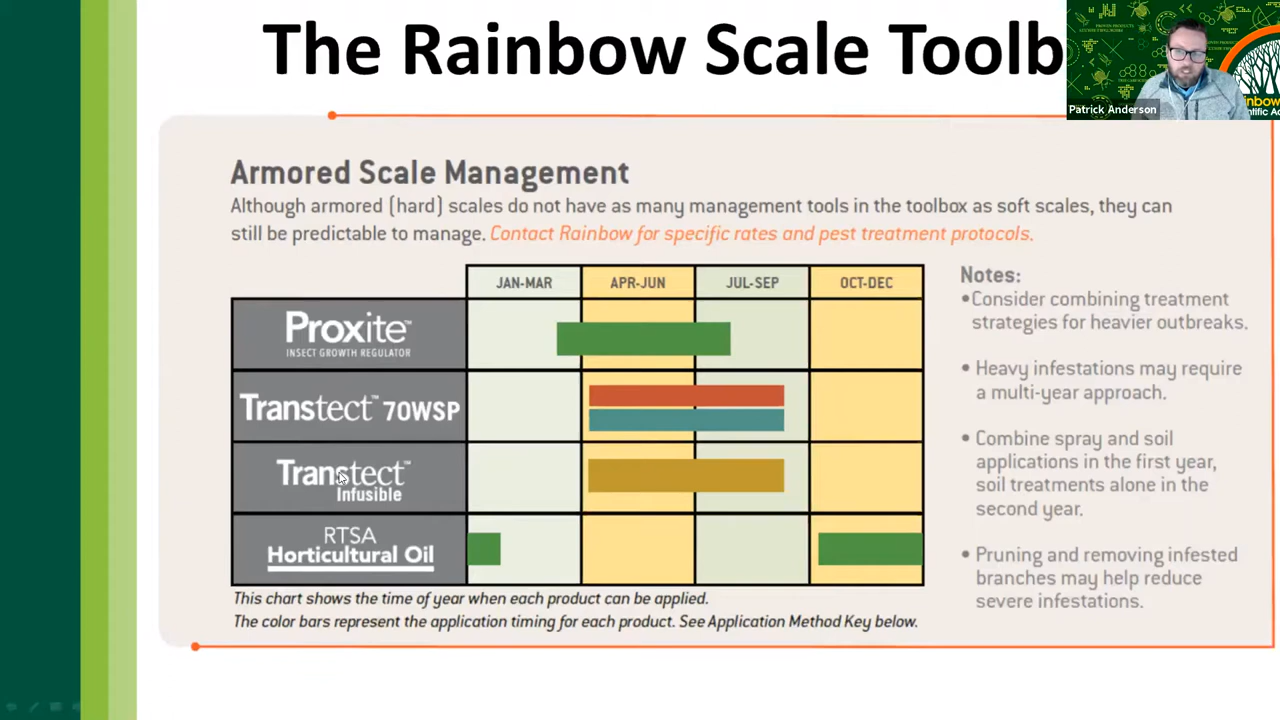 The Rainbow Scale Toolb
Patrick Anderson
Armored Scale Management
Although armored (hard) scales do not have as many management tools in the toolbox as soft scales, they can
still be predictable to manage. Contact Rainbow for specific rates and pest treatment protocols.
JAN-MAR APR-JUN JUL-SEP OCT-DEC
Proxite™
INSECT GROWTH REGULATOR
Transtect™ 70WSP
Transtect™
Infusible
RTSA
Horticultural Oil
This chart shows the time of year when each product can be applied.
The color bars represent the application timing for each product. See Application Method Key below.
Notes:
•Consider combining treatment
strategies for heavier outbreaks.
• Heavy infestations may require
a multi-year approach.
• Combine spray and soil
applications in the first year,
soil treatments alone in the
second year.
• Pruning and removing infested
branches may help reduce
severe infestations.